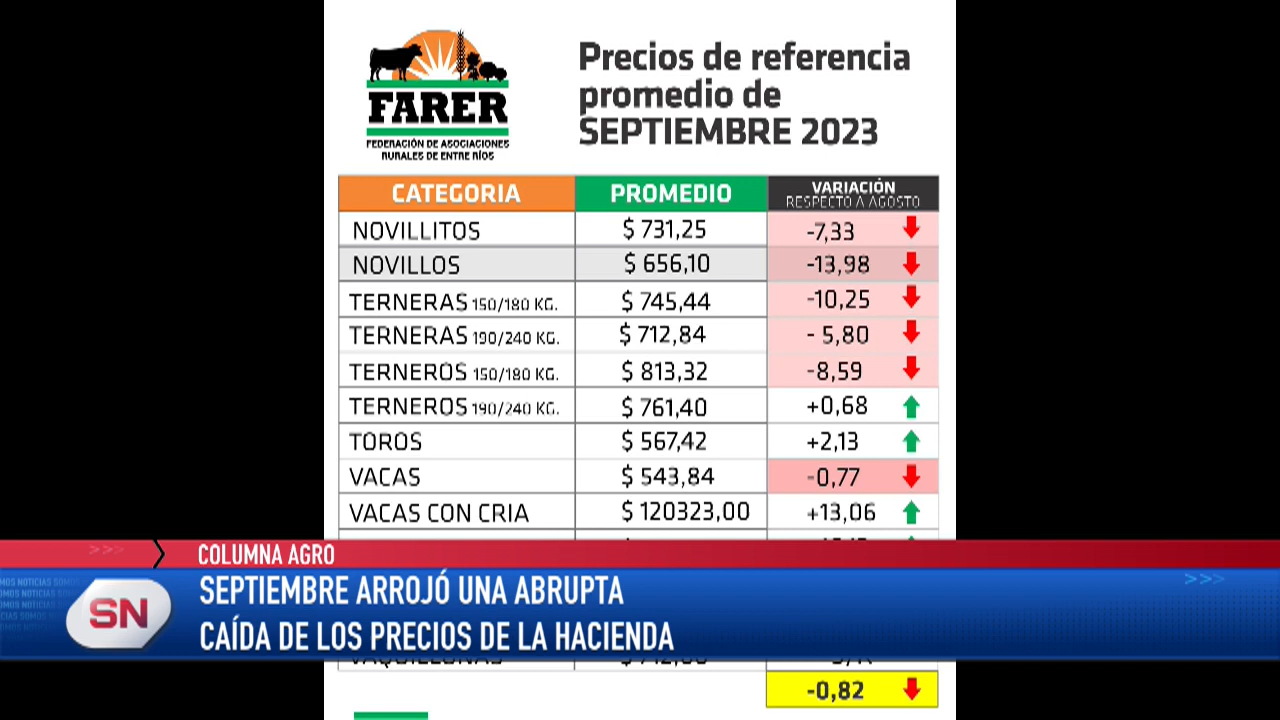 FARER
FEDERACIÓN DE ASOCIACIONES
RURALES DE ENTRE RÍOS
Precios de referencia
promedio de
SEPTIEMBRE 2023
CATEGORIA PROMEDIO VARIACIÓN
RESPECTO A AGOSTO
NOVILLITOS $ 731,25 -7,33
NOVILLOS $ 656,10 -13,98
TERNERAS 150/180 KG. $ 745,44 -10,25
TERNERAS 190/240 KG. $ 712,84 - 5,80
TERNEROS 150/180 KG. $ 813,32 -8,59
TERNEROS 190/240 KG. $ 761,40 +0,68
TOROS $ 567,42 +2,13
VACAS $ 543,84 -0,77
VACAS CON CRIA $ 120323,00 +13,06
>>> COLUMNA AGRO
SN
SEPTIEMBRE ARROJÓ UNA ABRUPTA >>>
CAÍDA DE LOS PRECIOS DE LA HACIENDA
-0,82